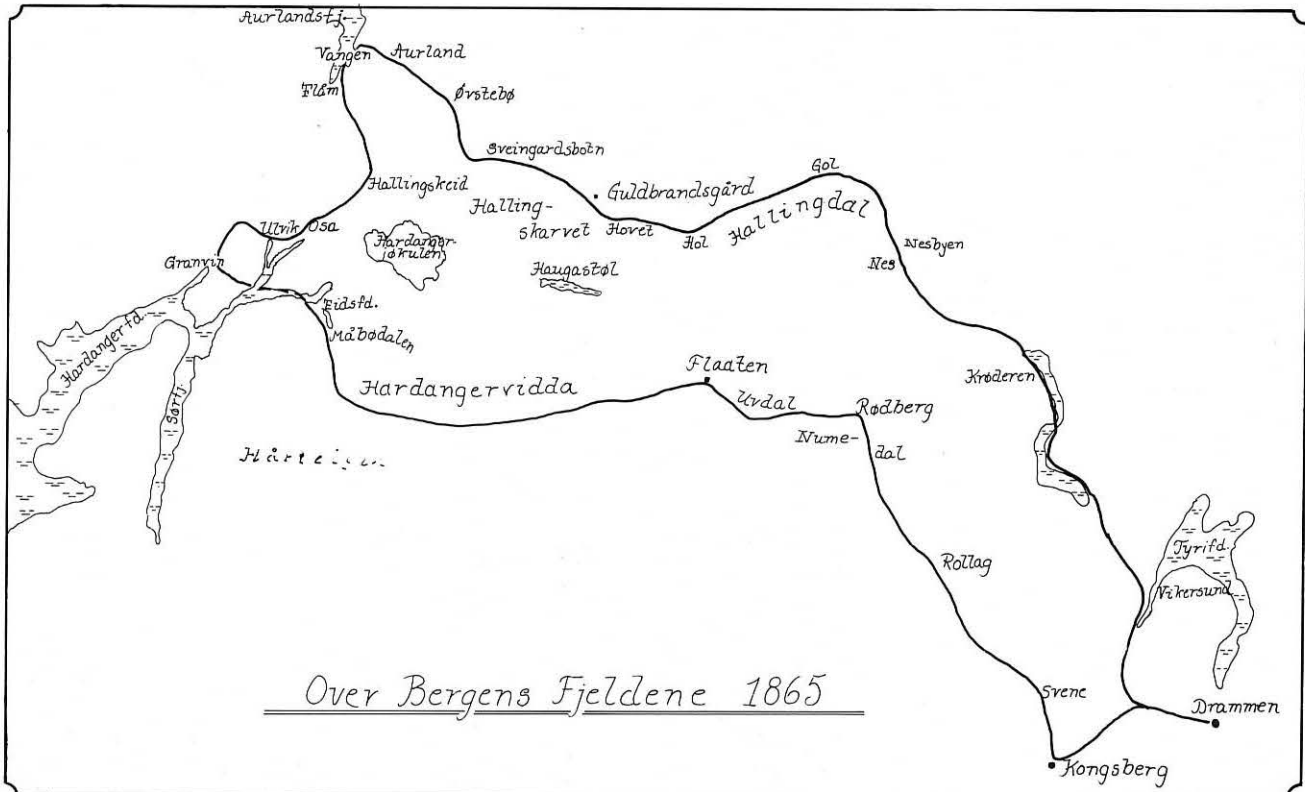 Aurlandsfj.
Vangen
Aurland
Flåm
Øvstebø
Sveingardsbotn
Gol
Hallingskeid
Guldbrandsgård
Halling-
skarvet
Hovet
Hol
Hallingdal
Ulvik
Osa
Hardanger-
jøkulen
Nesbyen
Nes
Granvin
Haugastøl
Eidsfd.
Måbødalen
Hardangerfd.
Flaaten
Krøderen
Hardangervidda
Sørfj.
Uvdal
Rødberg
Nume-
dal
Hårteigen
Tyrifd.
Rollag
Vikersund
Over Bergens Fjeldene 1865
Svene
Drammen
Kongsberg